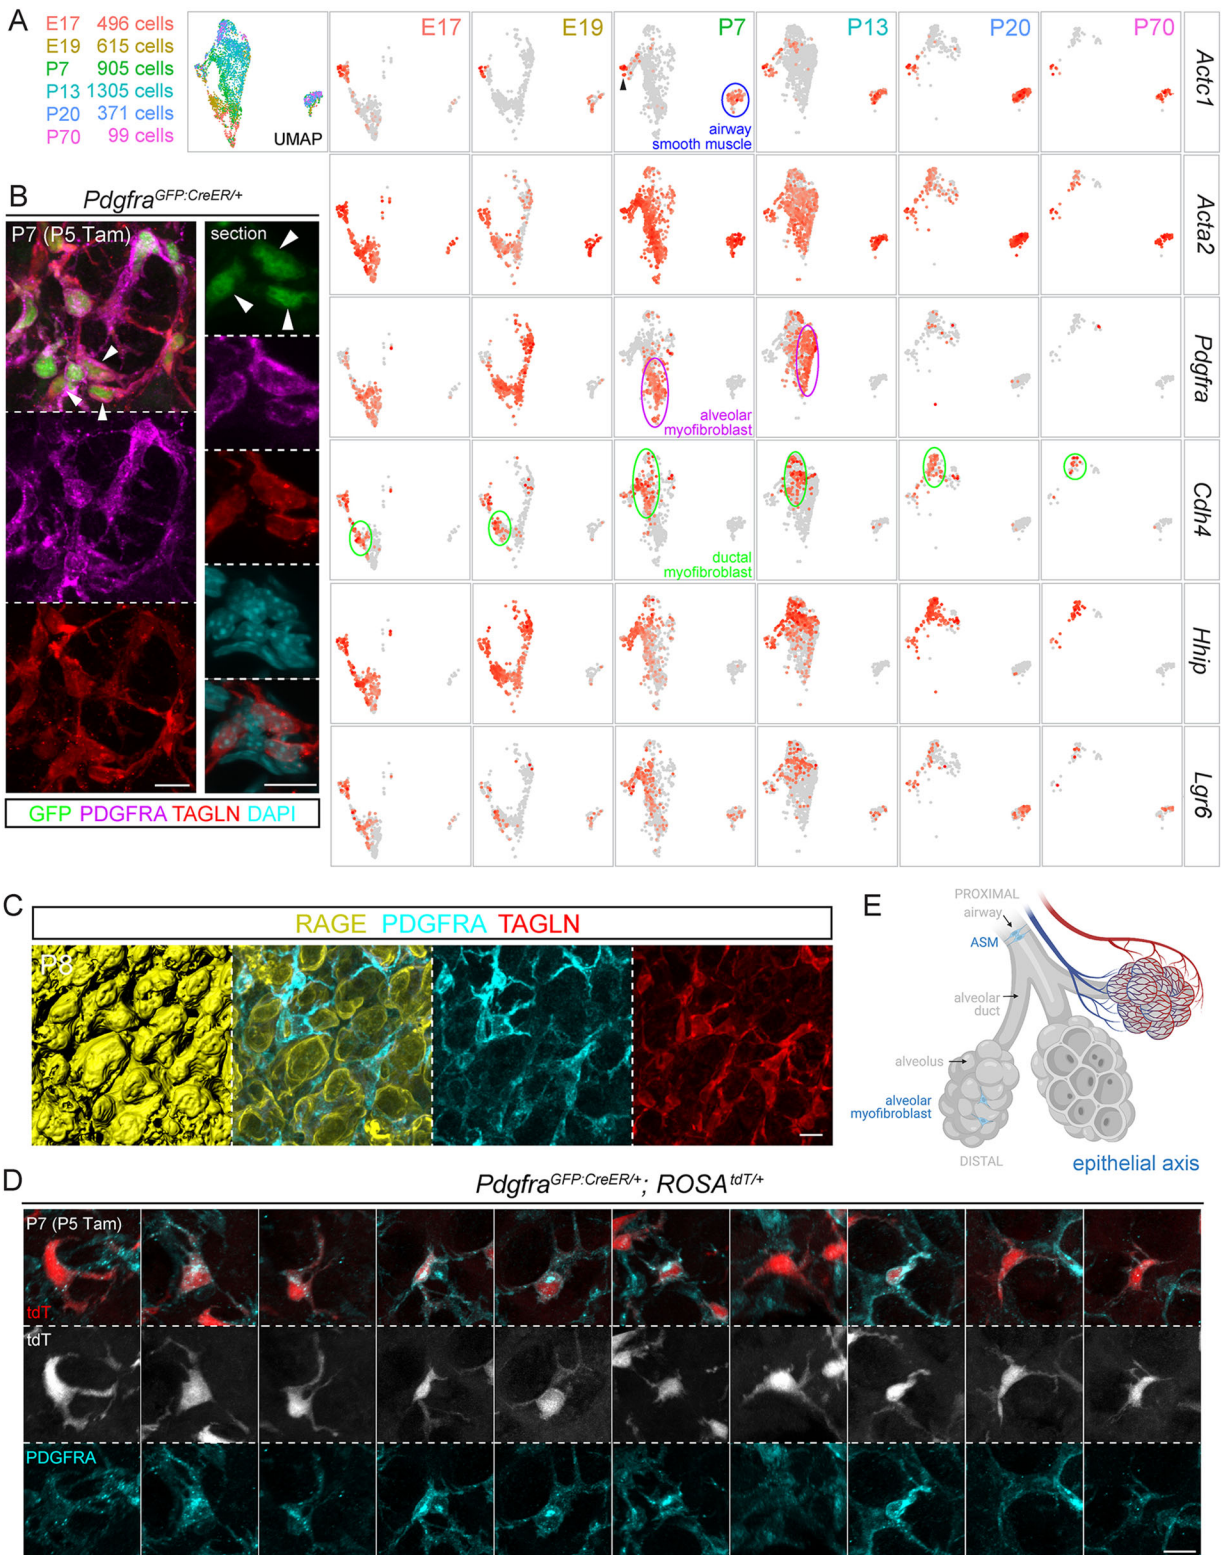 A
E17 496 cells
E19 615 cells
P7 905 cells
P13 1305 cells
P20 371 cells
P70 99 cells
UMAP
E17
E19
P7
P13
P20
P70
airway
smooth muscle
Actc1
Acta2
alveolar
myofibroblast
Pdgfra
ductal
myofibroblast
Cdh4
Hhip
Lgr6
B
Pdgfra^GFP:CreER/+
P7 (P5 Tam)
section
GFP PDGFRA TAGLN DAPI
C
RAGE PDGFRA TAGLN
P8
E
PROXIMAL
airway
ASM
alveolar
duct
alveolus
alveolar
myofibroblast
DISTAL
epithelial axis
D
Pdgfra^GFP:CreER/+; ROSA^tdT/+
P7 (P5 Tam)
tdT
tdT
PDGFRA